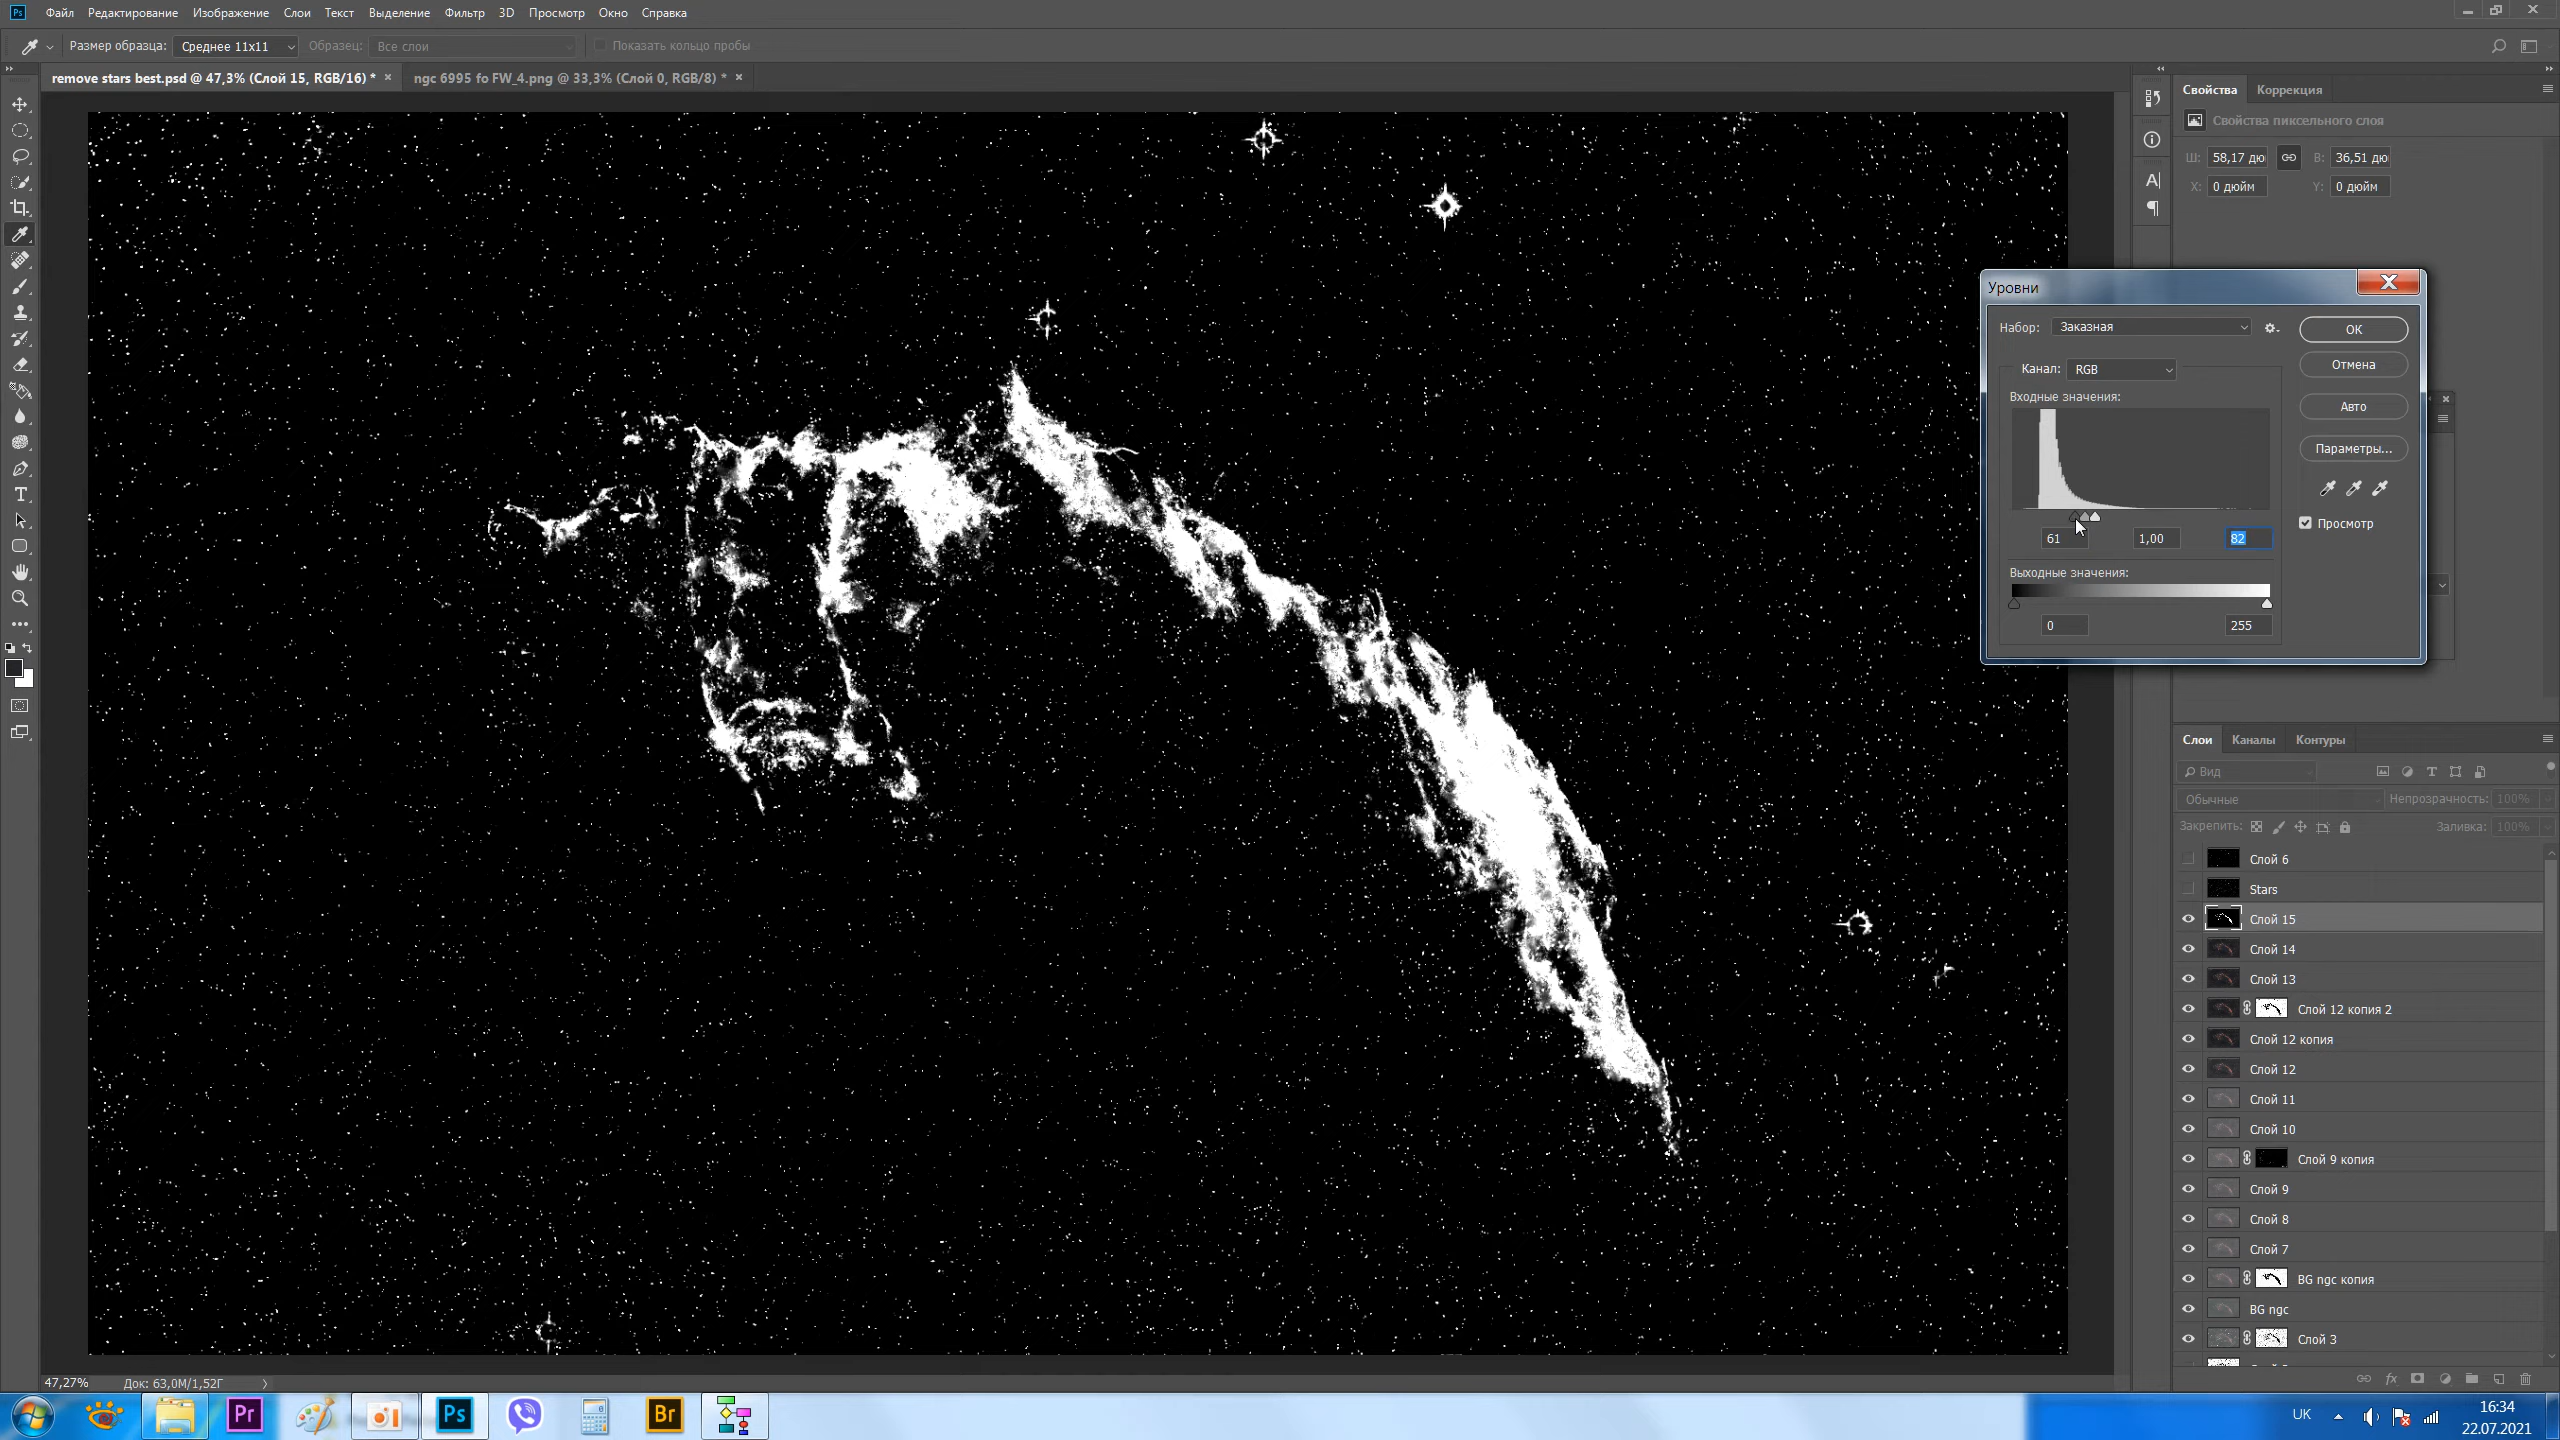 Ps Файл Редактирование Изображение Слои Текст Выделение Фильтр 3D Просмотр Окно Справка
Размер образца: Среднее 11x11 Образец: Все слои Показать кольцо пробы
remove stars best.psd @ 47,3% (Слой 15, RGB/16) * ngc 6995 fo FW_4.png @ 33,3% (Слой 0, RGB/8) *
Свойства Коррекция
Свойства пиксельного слоя
Ш: 58,17 дю В: 36,51 дю
X: 0 дюйм Y: 0 дюйм
Уровни
Набор: Заказная
ОК
Канал: RGB
Отмена
Входные значения:
Авто
Параметры...
Просмотр
61 1,00 82
Выходные значения:
0 255
Слои Каналы Контуры
Вид
Обычные Непрозрачность: 100%
Закрепить: Заливка: 100%
Слой 6
Stars
Слой 15
Слой 14
Слой 13
Слой 12 копия 2
Слой 12 копия
Слой 12
Слой 11
Слой 10
Слой 9 копия
Слой 9
Слой 8
Слой 7
BG ngc копия
BG ngc
Слой 3
47,27% Док: 63,0M/1,52Г
Pr Ps Br
UK 16:34
22.07.2021